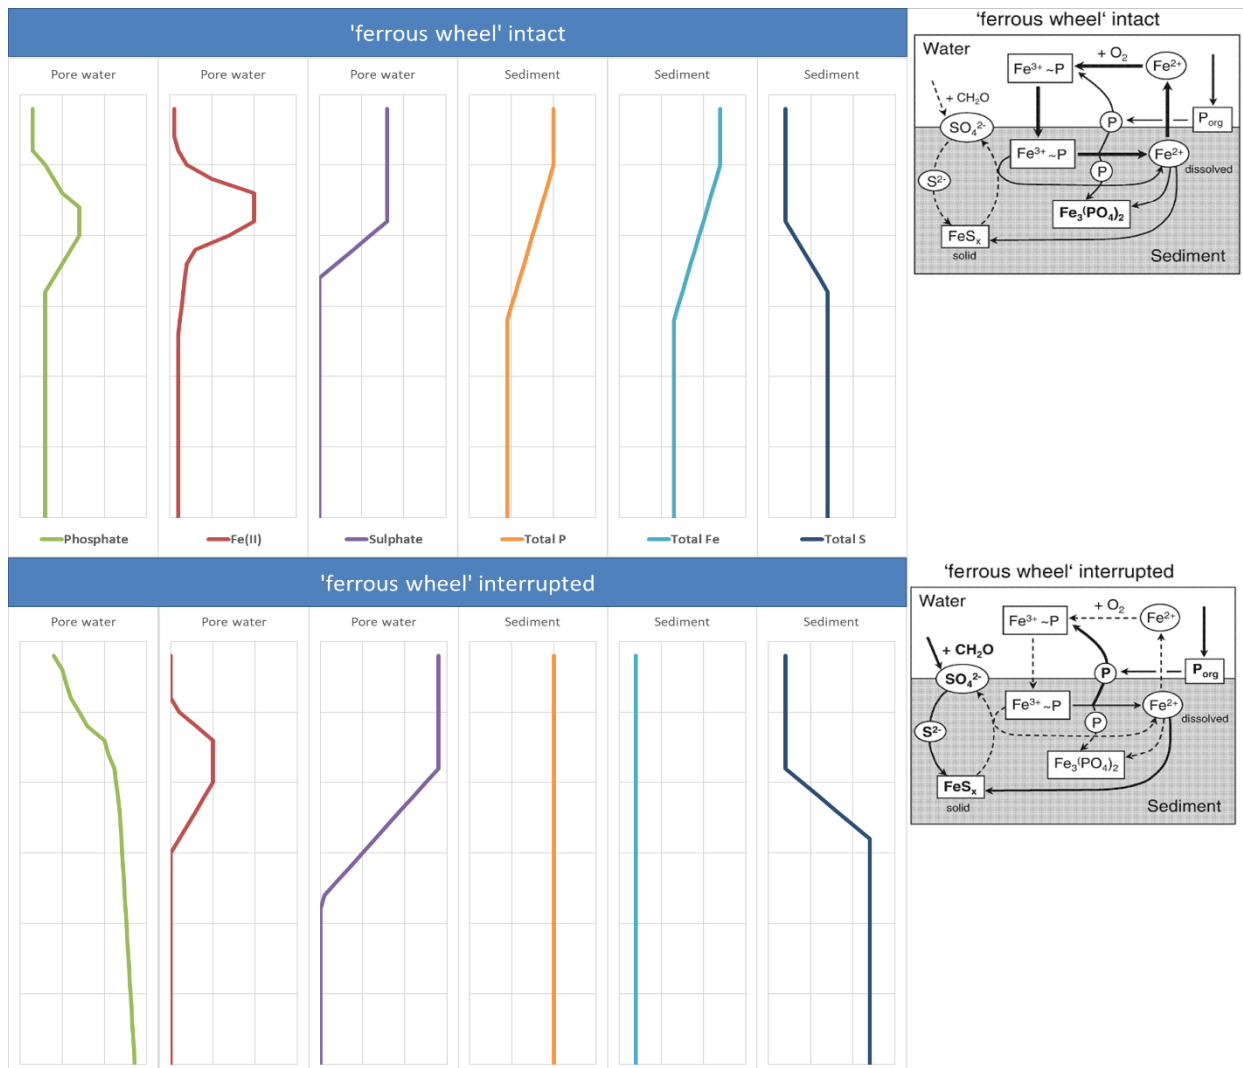 'ferrous wheel' intact
Pore water
Pore water
Pore water
Sediment
Sediment
Sediment
Phosphate
Fe(II)
Sulphate
Total P
Total Fe
Total S
'ferrous wheel' interrupted
Pore water
Pore water
Pore water
Sediment
Sediment
Sediment
‘ferrous wheel‘ intact
Water
+ O₂
Fe³⁺ ~P
Fe²⁺
+ CH₂O
SO₄²⁻
P
P_org
Fe³⁺ ~P
Fe²⁺
dissolved
P
S²⁻
Fe₃(PO₄)₂
FeSₓ
solid
Sediment
‘ferrous wheel‘ interrupted
Water
+ O₂
Fe³⁺ ~P
Fe²⁺
+ CH₂O
SO₄²⁻
P
P_org
Fe³⁺ ~P
Fe²⁺
dissolved
P
S²⁻
Fe₃(PO₄)₂
FeSₓ
solid
Sediment